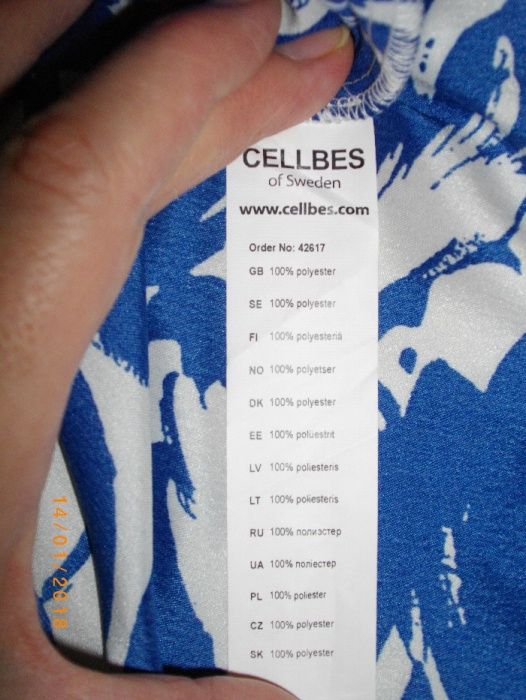 CELLBES
of Sweden
www.cellbes.com
Order No: 42617
GB 100% polyester
SE 100% polyester
FI 100% polyesteriä
NO 100% polyetser
DK 100% polyester
EE 100% polüestrit
LV 100% poliesteris
LT 100% poliesteris
RU 100% полиэстер
UA 100% поліестер
PL 100% poliester
CZ 100% polyester
SK 100% polyester
14/01/2018